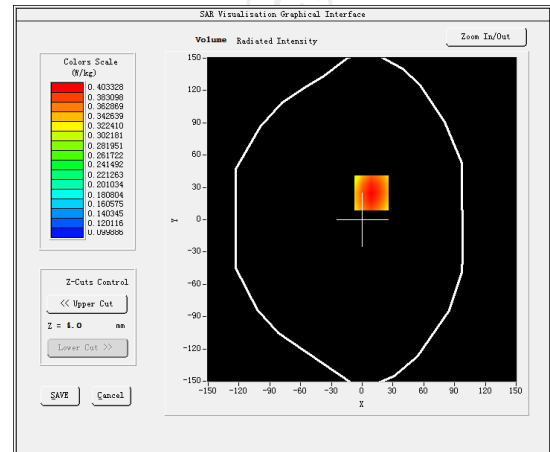 SAR Visualisation Graphical Interface
Volume Radiated Intensity
Zoom In/Out
Colors Scale
(W/kg)
0.403328
0.383098
0.362869
0.342639
0.322410
0.302181
0.281951
0.261722
0.241492
0.221263
0.201034
0.180804
0.160575
0.140345
0.120116
0.099886
Z-Cuts Control
<< Upper Cut
Z = 4.0 mm
Lower Cut >>
SAVE
Cancel
150
90
60
30
0
-30
-60
-90
-120
-150
Y
-150 -120 -90 -60 -30 0 30 60 90 120 150
X